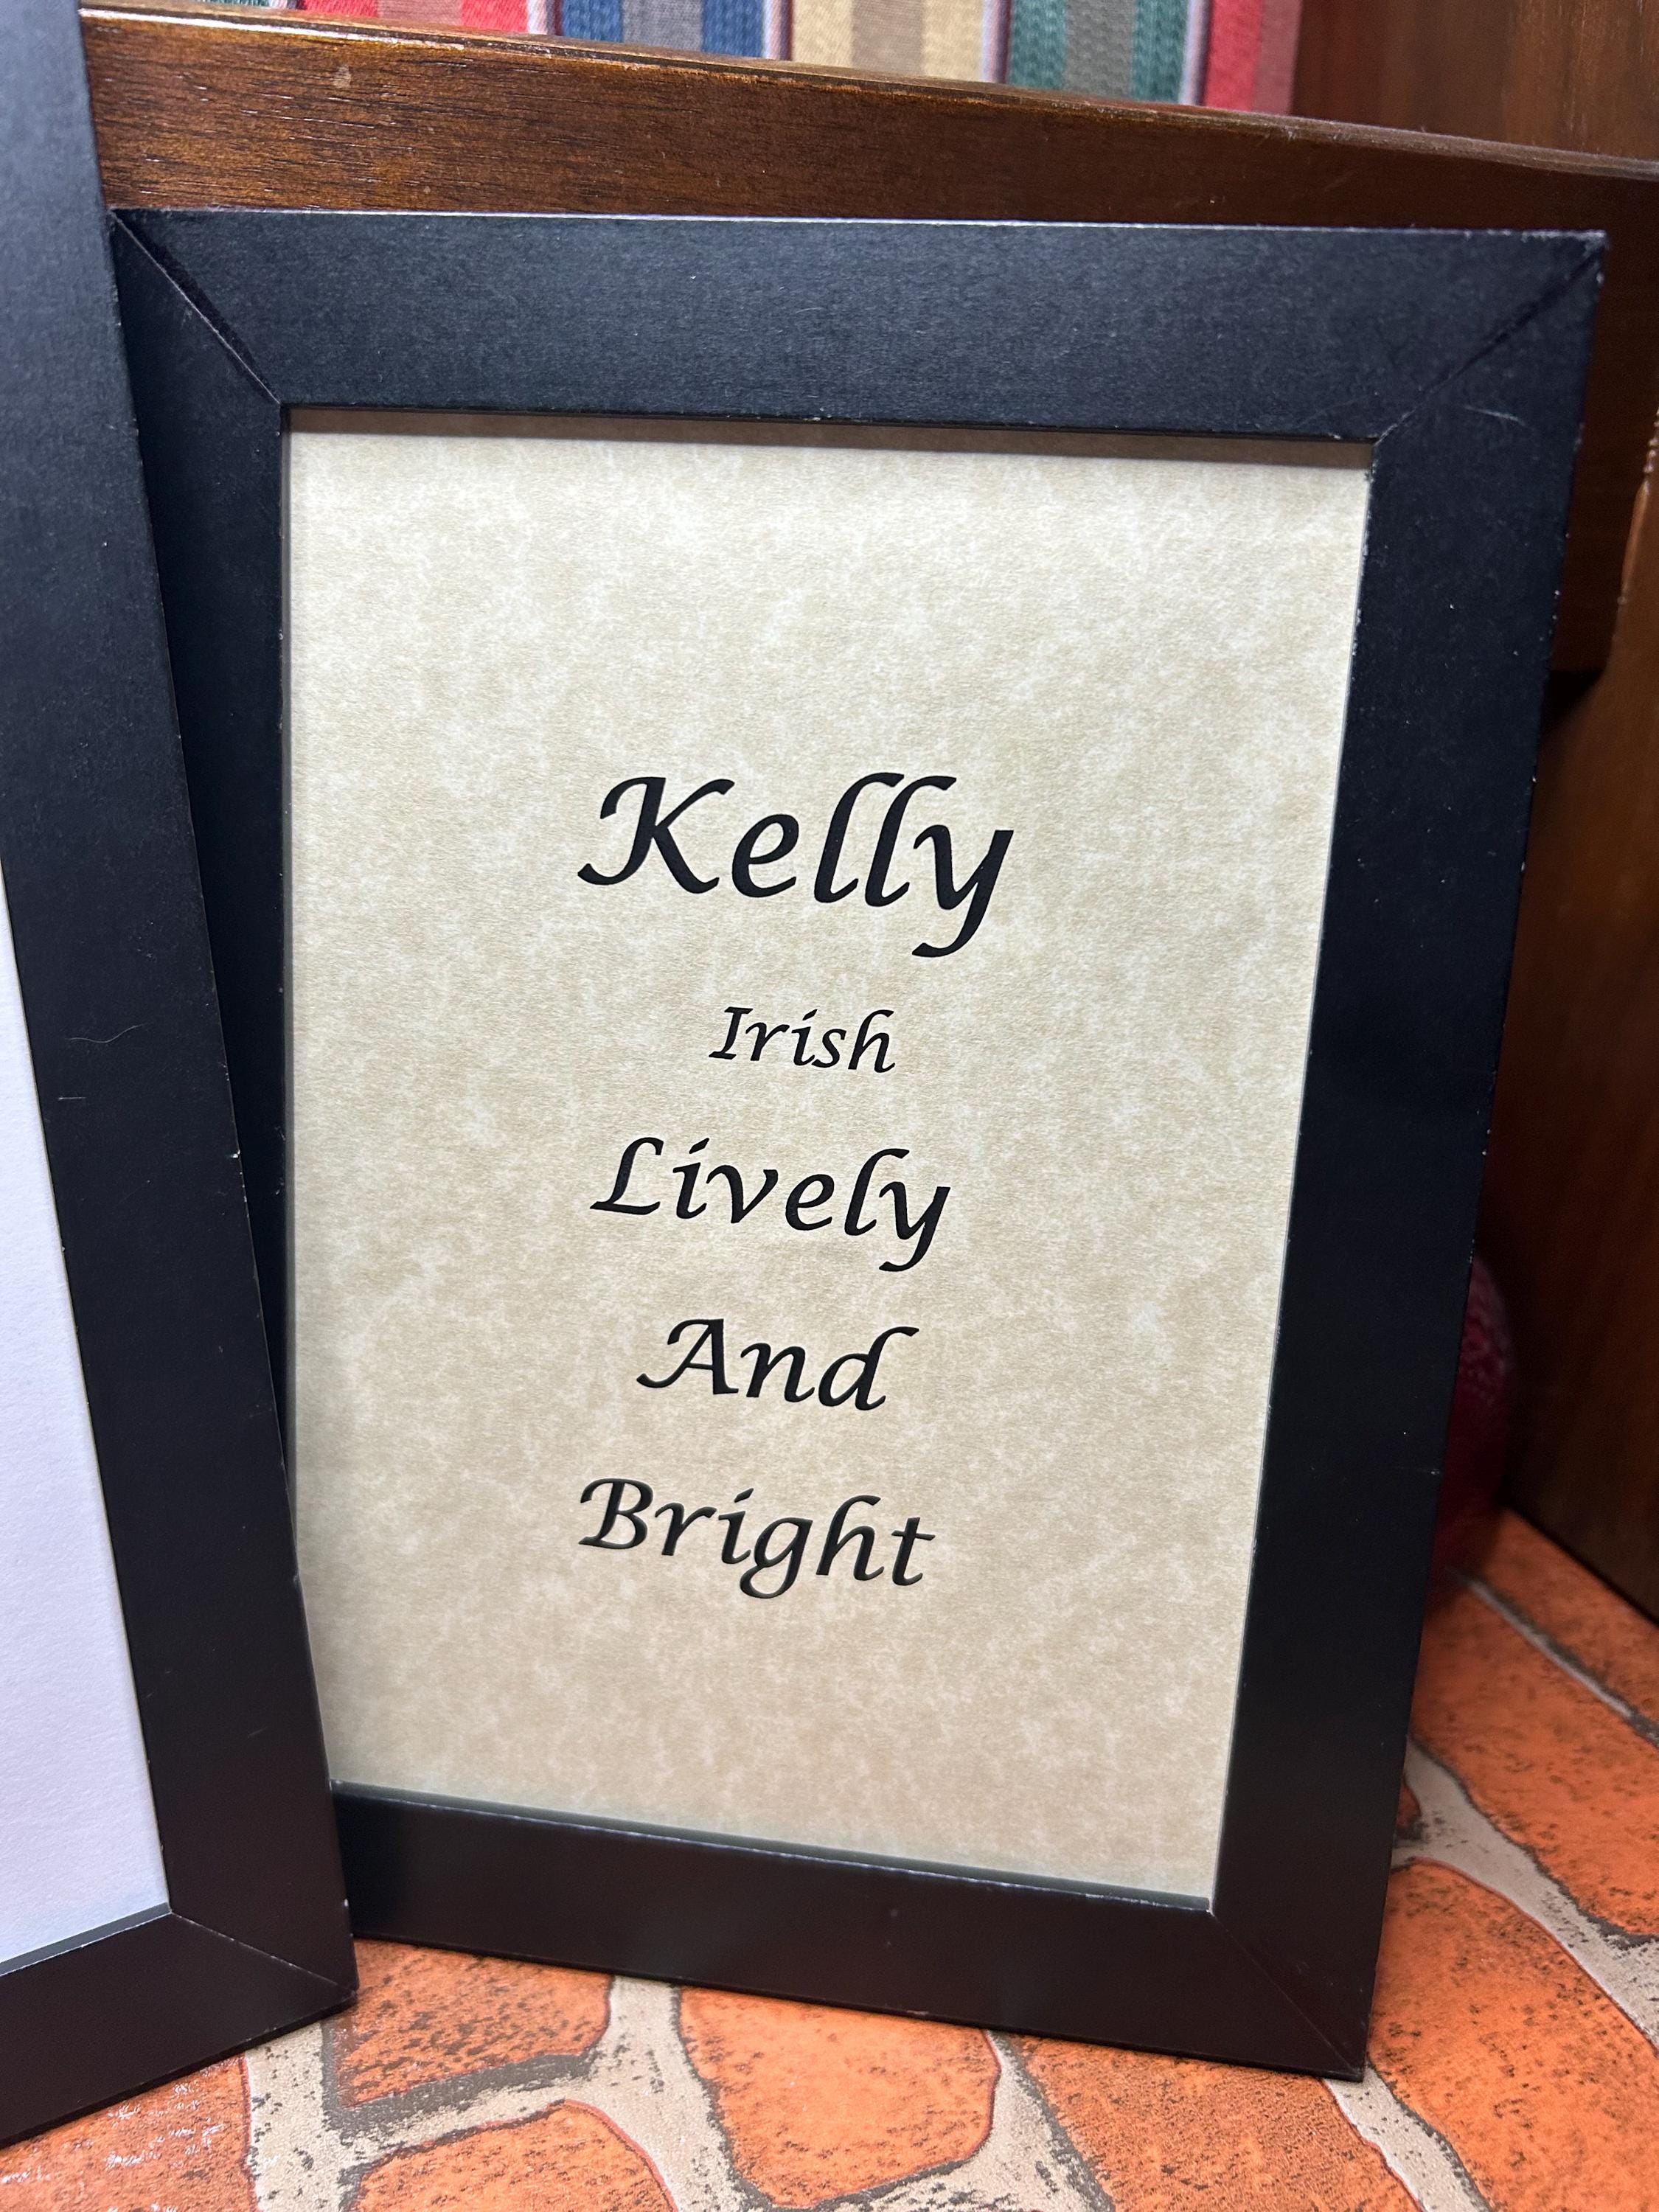 Kelly
Irish
Lively
And
Bright